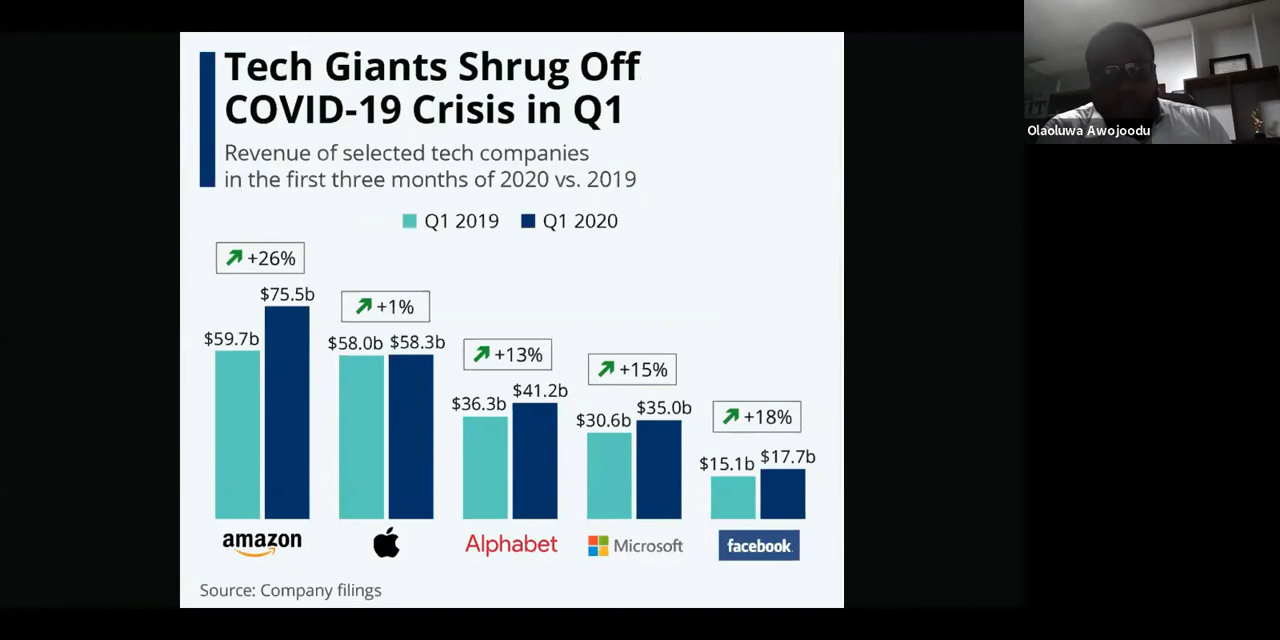 Tech Giants Shrug Off
COVID-19 Crisis in Q1
Revenue of selected tech companies
in the first three months of 2020 vs. 2019
Q1 2019 Q1 2020
+26%
$59.7b $75.5b
amazon
+1%
$58.0b $58.3b
+13%
$36.3b $41.2b
Alphabet
+15%
$30.6b $35.0b
Microsoft
+18%
$15.1b $17.7b
facebook
Source: Company filings
Olaoluwa Awojoodu